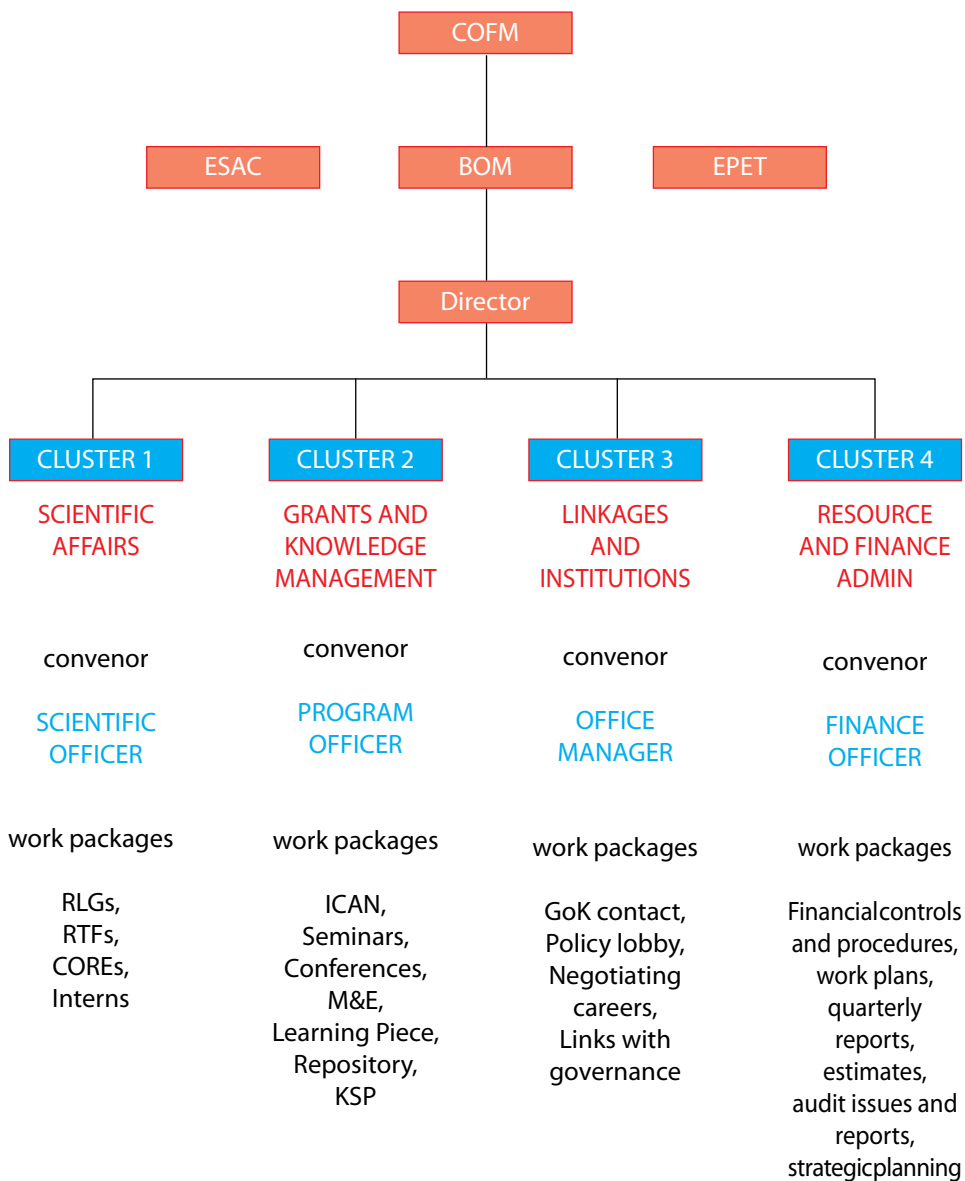 COFM
ESAC
BOM
EPET
Director
CLUSTER 1
SCIENTIFIC
AFFAIRS
convenor
SCIENTIFIC
OFFICER
work packages
RLGs,
RTFs,
COREs,
Interns
CLUSTER 2
GRANTS AND
KNOWLEDGE
MANAGEMENT
convenor
PROGRAM
OFFICER
work packages
ICAN,
Seminars,
Conferences,
M&E,
Learning Piece,
Repository,
KSP
CLUSTER 3
LINKAGES
AND
INSTITUTIONS
convenor
OFFICE
MANAGER
work packages
GoK contact,
Policy lobby,
Negotiating
careers,
Links with
governance
CLUSTER 4
RESOURCE
AND FINANCE
ADMIN
convenor
FINANCE
OFFICER
work packages
Financialcontrols
and procedures,
work plans,
quarterly
reports,
estimates,
audit issues and
reports,
strategicplanning